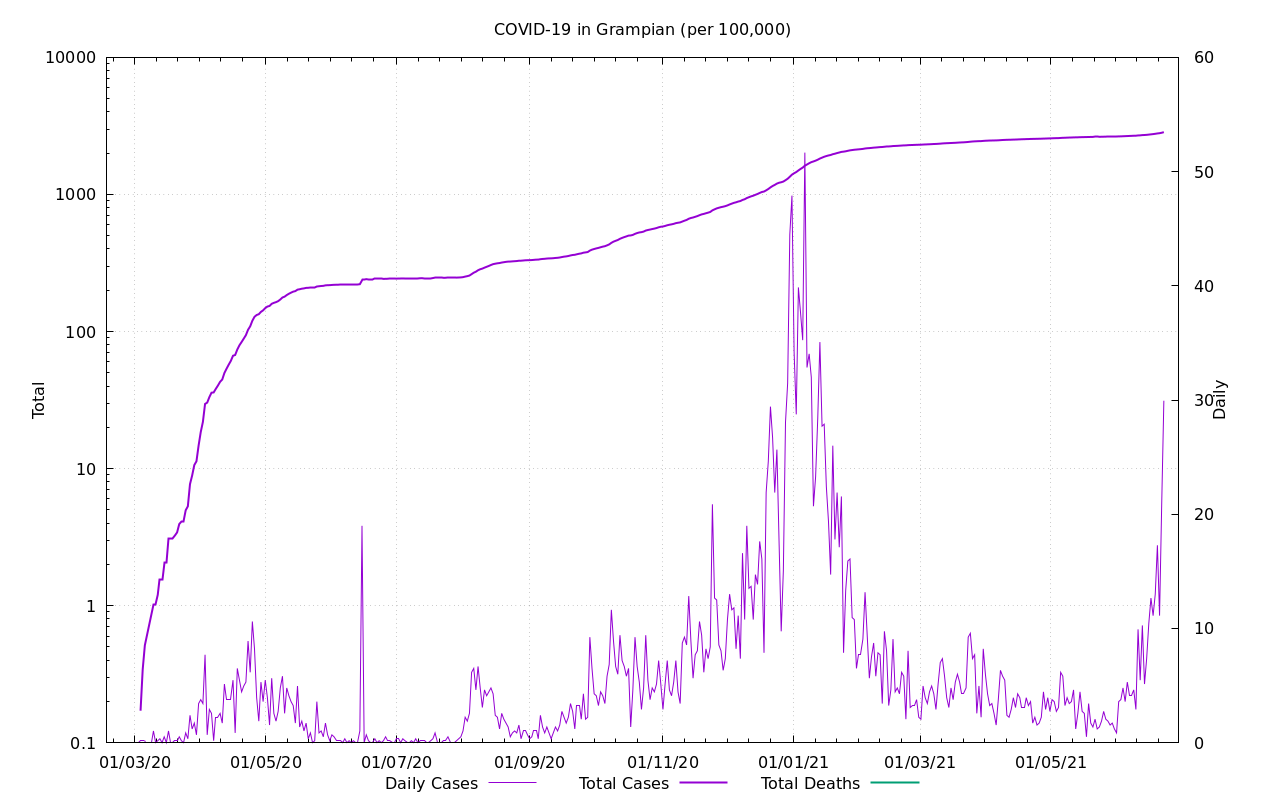 COVID-19 in Grampian (per 100,000)
10000
1000
100
10
1
0.1
Total
60
50
40
30
20
10
0
Daily
01/03/20 01/05/20 01/07/20 01/09/20 01/11/20 01/01/21 01/03/21 01/05/21
Daily Cases Total Cases Total Deaths